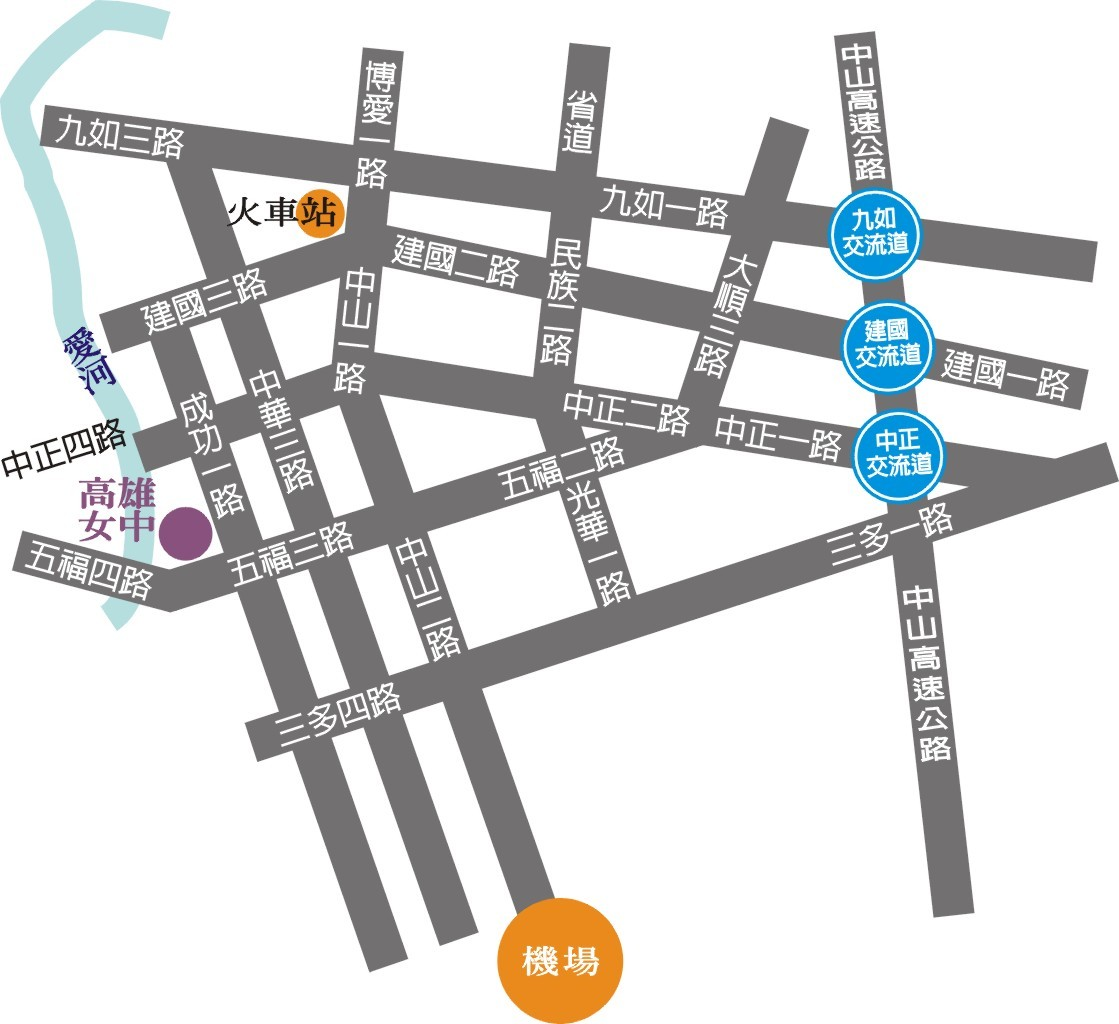 博愛一路
省道
中山高速公路
九如三路
火車站
九如一路
九如
交流道
建國三路
建國二路
中山一路
民族二路
大順三路
建國
交流道
建國一路
愛河
成功一路
中華三路
中正四路
中正二路
中正一路
中正
交流道
高雄
女中
五福二路
光華一路
三多一路
五福四路
五福三路
中山二路
中山高速公路
三多四路
機場